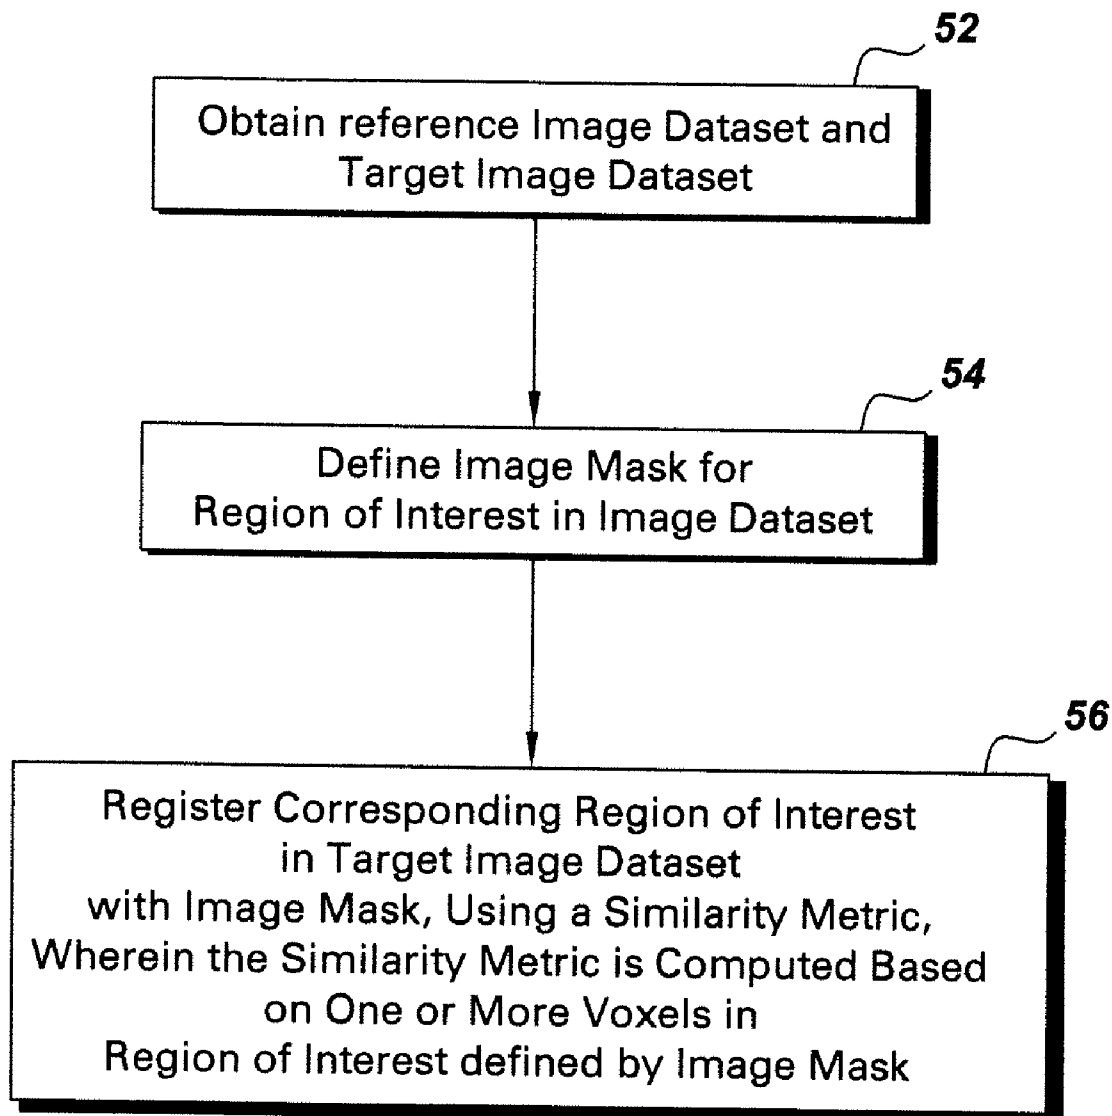 52
Obtain reference Image Dataset and
Target Image Dataset
54
Define Image Mask for
Region of Interest in Image Dataset
56
Register Corresponding Region of Interest
in Target Image Dataset
with Image Mask, Using a Similarity Metric,
Wherein the Similarity Metric is Computed Based
on One or More Voxels in
Region of Interest defined by Image Mask